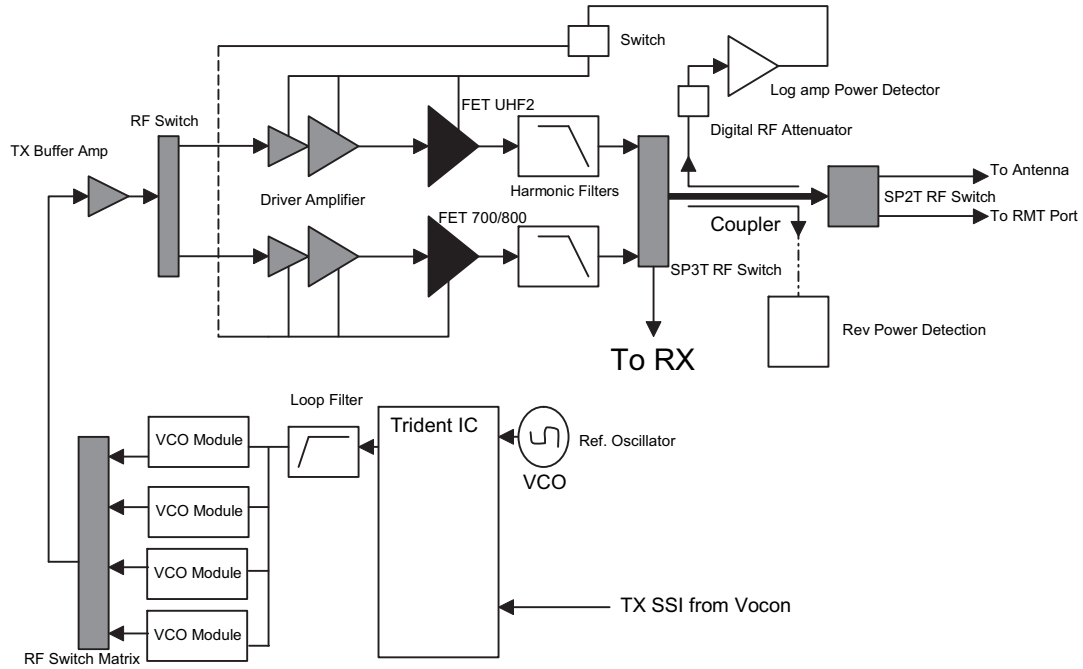 Switch
Log amp Power Detector
FET UHF2
RF Switch
Digital RF Attenuator
TX Buffer Amp
To Antenna
Harmonic Filters
SP2T RF Switch
Driver Amplifier
To RMT Port
FET 700/800
Coupler
SP3T RF Switch
Rev Power Detection
To RX
Loop Filter
Trident IC
VCO Module
Ref. Oscillator
VCO
VCO Module
VCO Module
TX SSI from Vocon
VCO Module
RF Switch Matrix